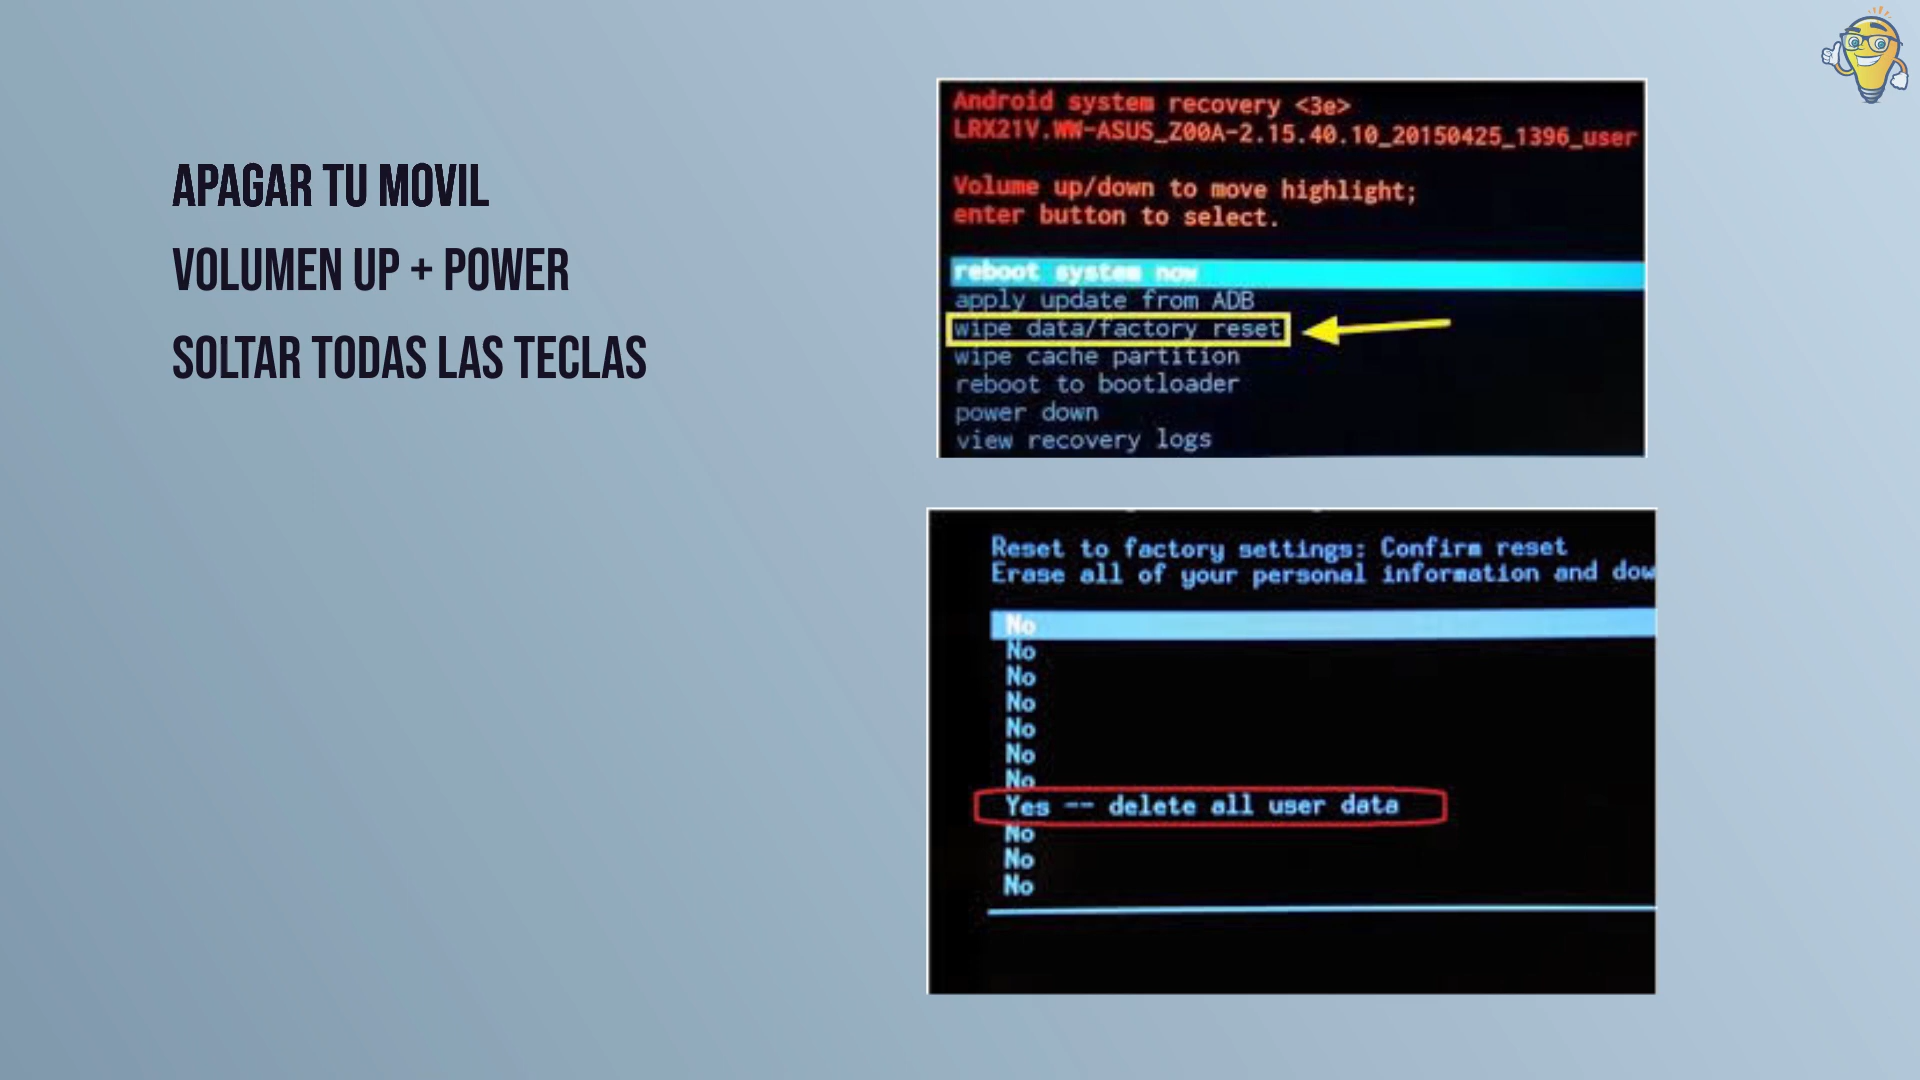 APAGAR TU MOVIL
VOLUMEN UP + POWER
SOLTAR TODAS LAS TECLAS
Android system recovery <3e>
LRX21V.WW-ASUS_Z00A-2.15.40.10_20150425_1396_user
Volume up/down to move highlight;
enter button to select.
reboot system now
apply update from ADB
wipe data/factory reset
wipe cache partition
reboot to bootloader
power down
view recovery logs
Reset to factory settings: Confirm reset
Erase all of your personal information and dow
No
No
No
No
No
No
No
Yes -- delete all user data
No
No
No